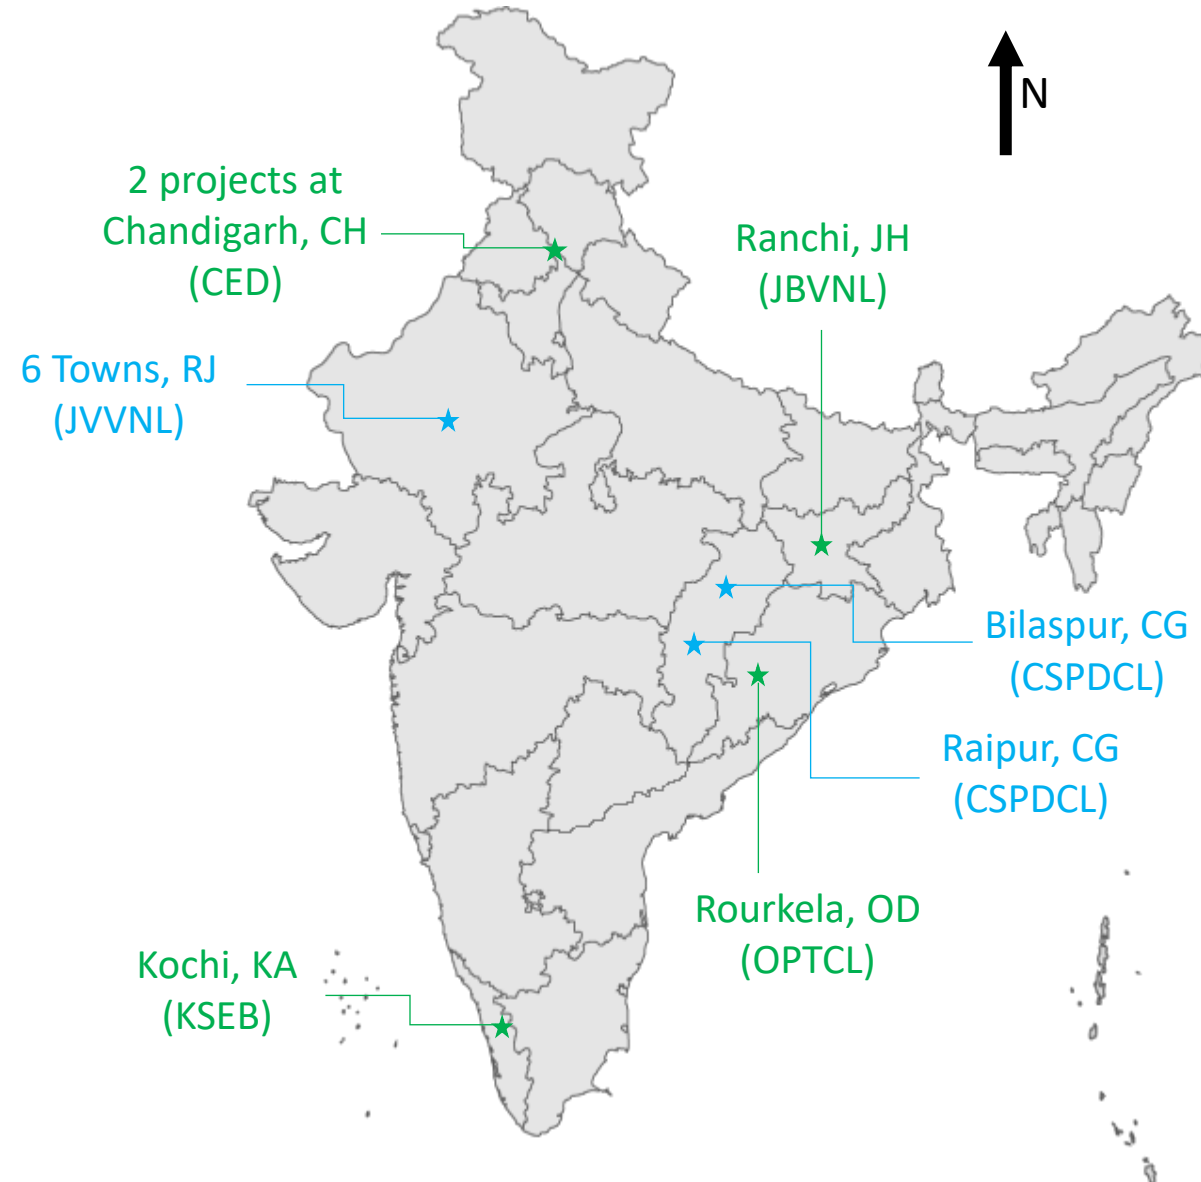 N
2 projects at
Chandigarh, CH
(CED)
Ranchi, JH
(JBVNL)
6 Towns, RJ
(JVVNL)
Bilaspur, CG
(CSPDCL)
Raipur, CG
(CSPDCL)
Rourkela, OD
(OPTCL)
Kochi, KA
(KSEB)